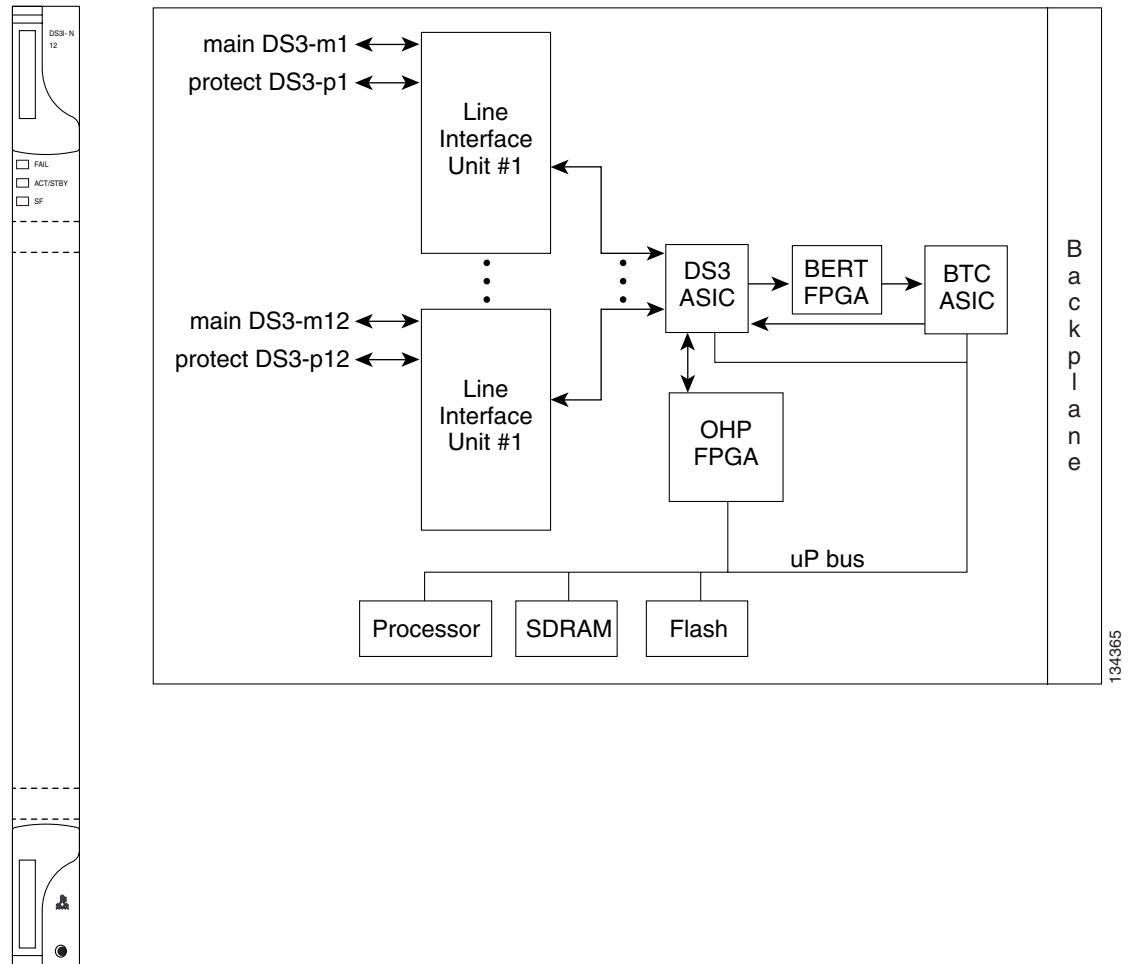 DS3I- N
12
FAIL
ACT/STBY
SF
main DS3-m1
protect DS3-p1
Line
Interface
Unit #1
main DS3-m12
protect DS3-p12
Line
Interface
Unit #1
DS3
ASIC
BERT
FPGA
BTC
ASIC
OHP
FPGA
uP bus
Processor
SDRAM
Flash
Backplane
134365